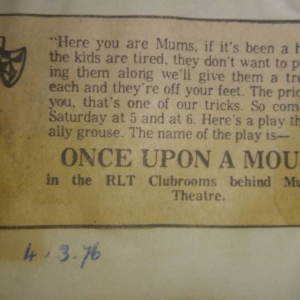 "Here you are Mums, if it's been a h
the kids are tired, they don't want to p
ing them along we'll give them a tre
each and they're off your feet. The pric
you, that's one of our tricks. So com
Saturday at 5 and at 6. Here's a play th
ally grouse. The name of the play is—
ONCE UPON A MOU
in the RLT Clubrooms behind Mu
Theatre.
4.3.76